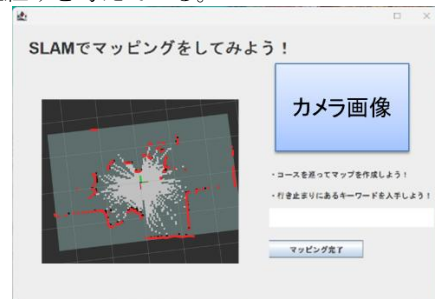 SLAMでマッピングをしてみよう！
カメラ画像
・コースを巡ってマップを作成しよう！
・行き止まりにあるキーワードを入手しよう！
マッピング完了